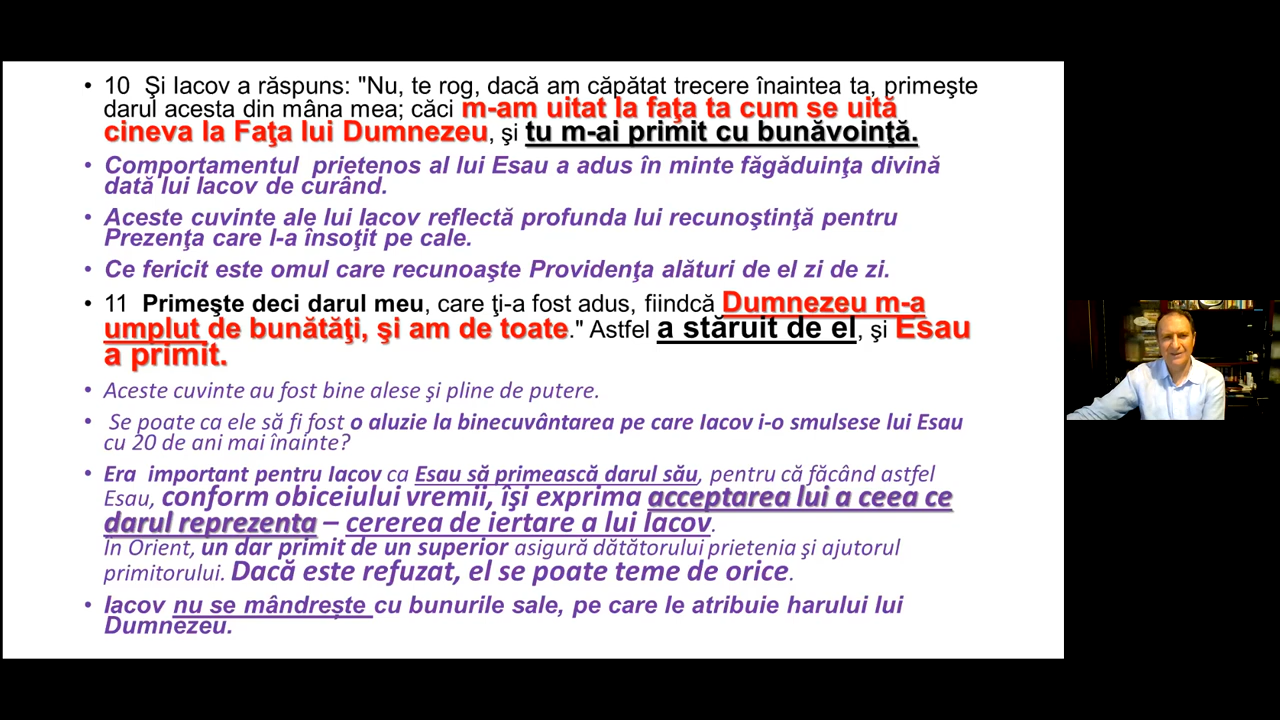 • 10 Şi Iacov a răspuns: "Nu, te rog, dacă am căpătat trecere înaintea ta, primeşte
darul acesta din mâna mea; căci m-am uitat la faţa ta cum se uită
cineva la Faţa lui Dumnezeu, şi tu m-ai primit cu bunăvoinţă.
• Comportamentul prietenos al lui Esau a adus în minte făgăduinţa divină
dată lui Iacov de curând.
• Aceste cuvinte ale lui Iacov reflectă profunda lui recunoştinţă pentru
Prezenţa care l-a însoţit pe cale.
• Ce fericit este omul care recunoaşte Providenţa alături de el zi de zi.
• 11 Primeşte deci darul meu, care ţi-a fost adus, fiindcă Dumnezeu m-a
umplut de bunătăţi, şi am de toate." Astfel a stăruit de el, şi Esau
a primit.
• Aceste cuvinte au fost bine alese şi pline de putere.
• Se poate ca ele să fi fost o aluzie la binecuvântarea pe care Iacov i-o smulsese lui Esau
cu 20 de ani mai înainte?
• Era important pentru Iacov ca Esau să primească darul său, pentru că făcând astfel
Esau, conform obiceiului vremii, îşi exprima acceptarea lui a ceea ce
darul reprezenta – cererea de iertare a lui Iacov.
În Orient, un dar primit de un superior asigură dătătorului prietenia şi ajutorul
primitorului. Dacă este refuzat, el se poate teme de orice.
• Iacov nu se mândrește cu bunurile sale, pe care le atribuie harului lui
Dumnezeu.